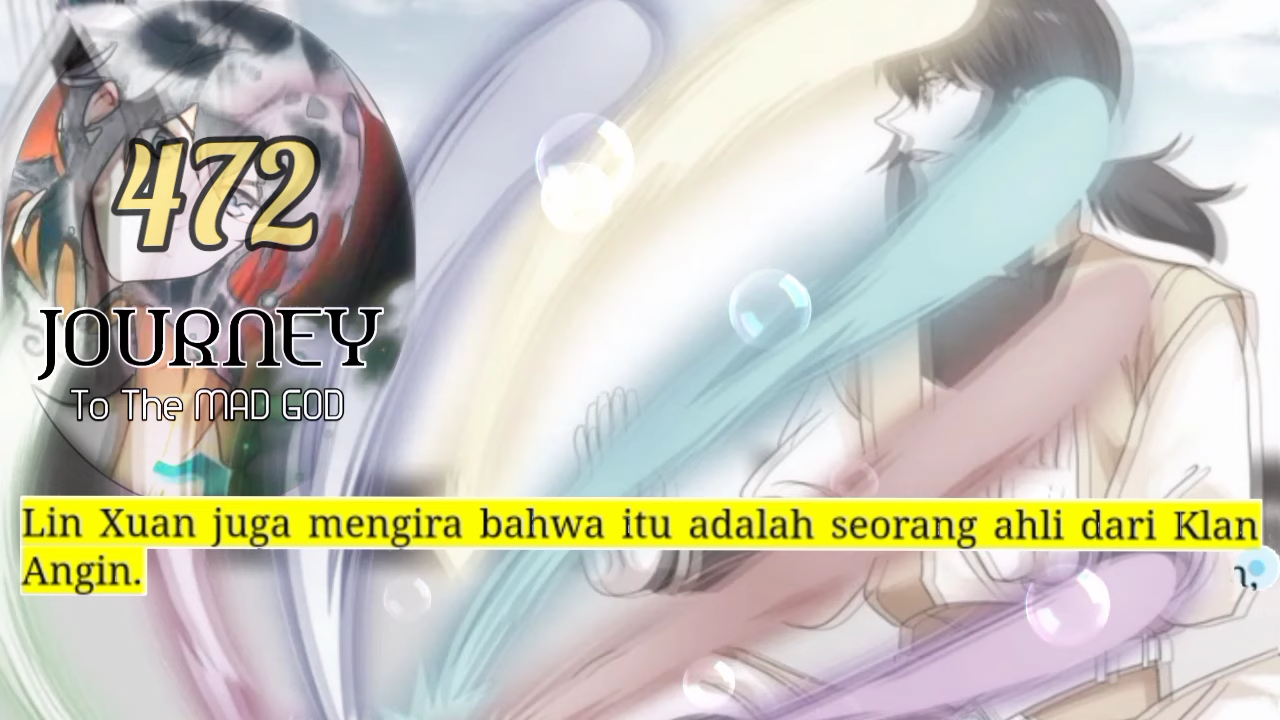 472
JOURNEY
To The MAD GOD
Lin Xuan juga mengira bahwa itu adalah seorang ahli dari Klan
Angin.